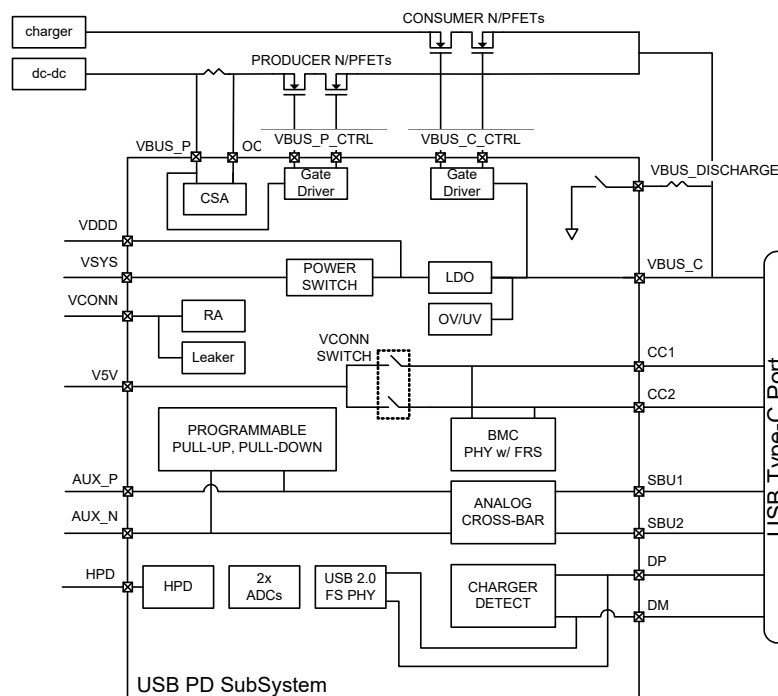 CONSUMER N/PFETs
charger
PRODUCER N/PFETs
dc-dc
VBUS_P
OC
VBUS_P_CTRL
VBUS_C_CTRL
Gate
Driver
Gate
Driver
VBUS_DISCHARGE
CSA
VDDD
VSYS
POWER
SWITCH
LDO
VBUS_C
VCONN
RA
OV/UV
Leaker
VCONN
SWITCH
CC1
V5V
CC2
PROGRAMMABLE
PULL-UP, PULL-DOWN
BMC
PHY w/ FRS
AUX_P
SBU1
ANALOG
CROSS-BAR
AUX_N
SBU2
USB Type-C Port
HPD
HPD
2x
ADCs
USB 2.0
FS PHY
CHARGER
DETECT
DP
DM
USB PD SubSystem